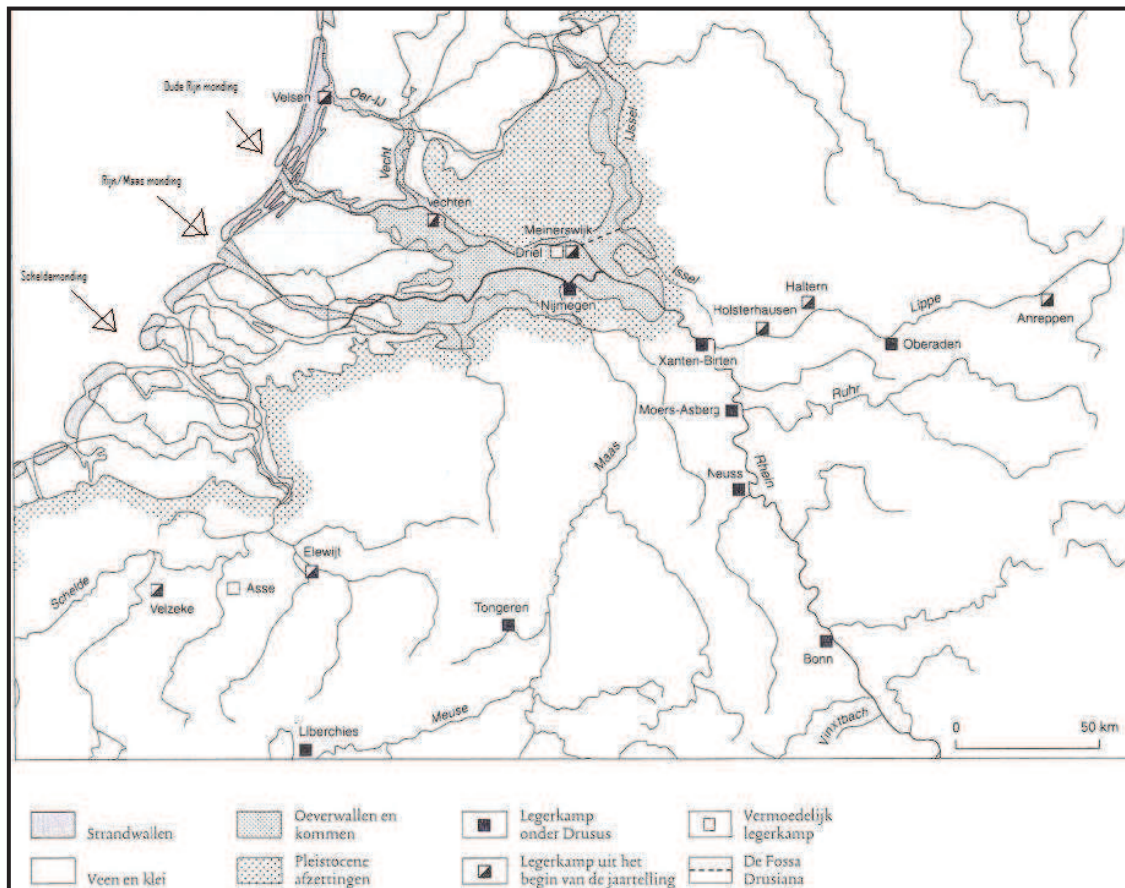 Oude Rijn monding
Velsen
Oer-IJ
IJssel
Rijn/Maas monding
Vecht
Vechten
Meinerswijk
Driel
Scheldemonding
Issel
Nijmegen
Haltern
Holsterhausen
Lippe
Anreppen
Xanten-Birten
Oberaden
Ruhr
Moers-Asberg
Maas
Rhein
Neuss
Elewijt
Schelde
Asse
Velzeke
Tongeren
Bonn
Meuse
Vinxtbach
Liberchies
0 50 km
Strandwallen
Oeverwallen en
kommen
Legerkamp
onder Drusus
Vermoedelijk
legerkamp
Veen en klei
Pleistocene
afzettingen
Legerkamp uit het
begin van de jaartelling
De Fossa
Drusiana